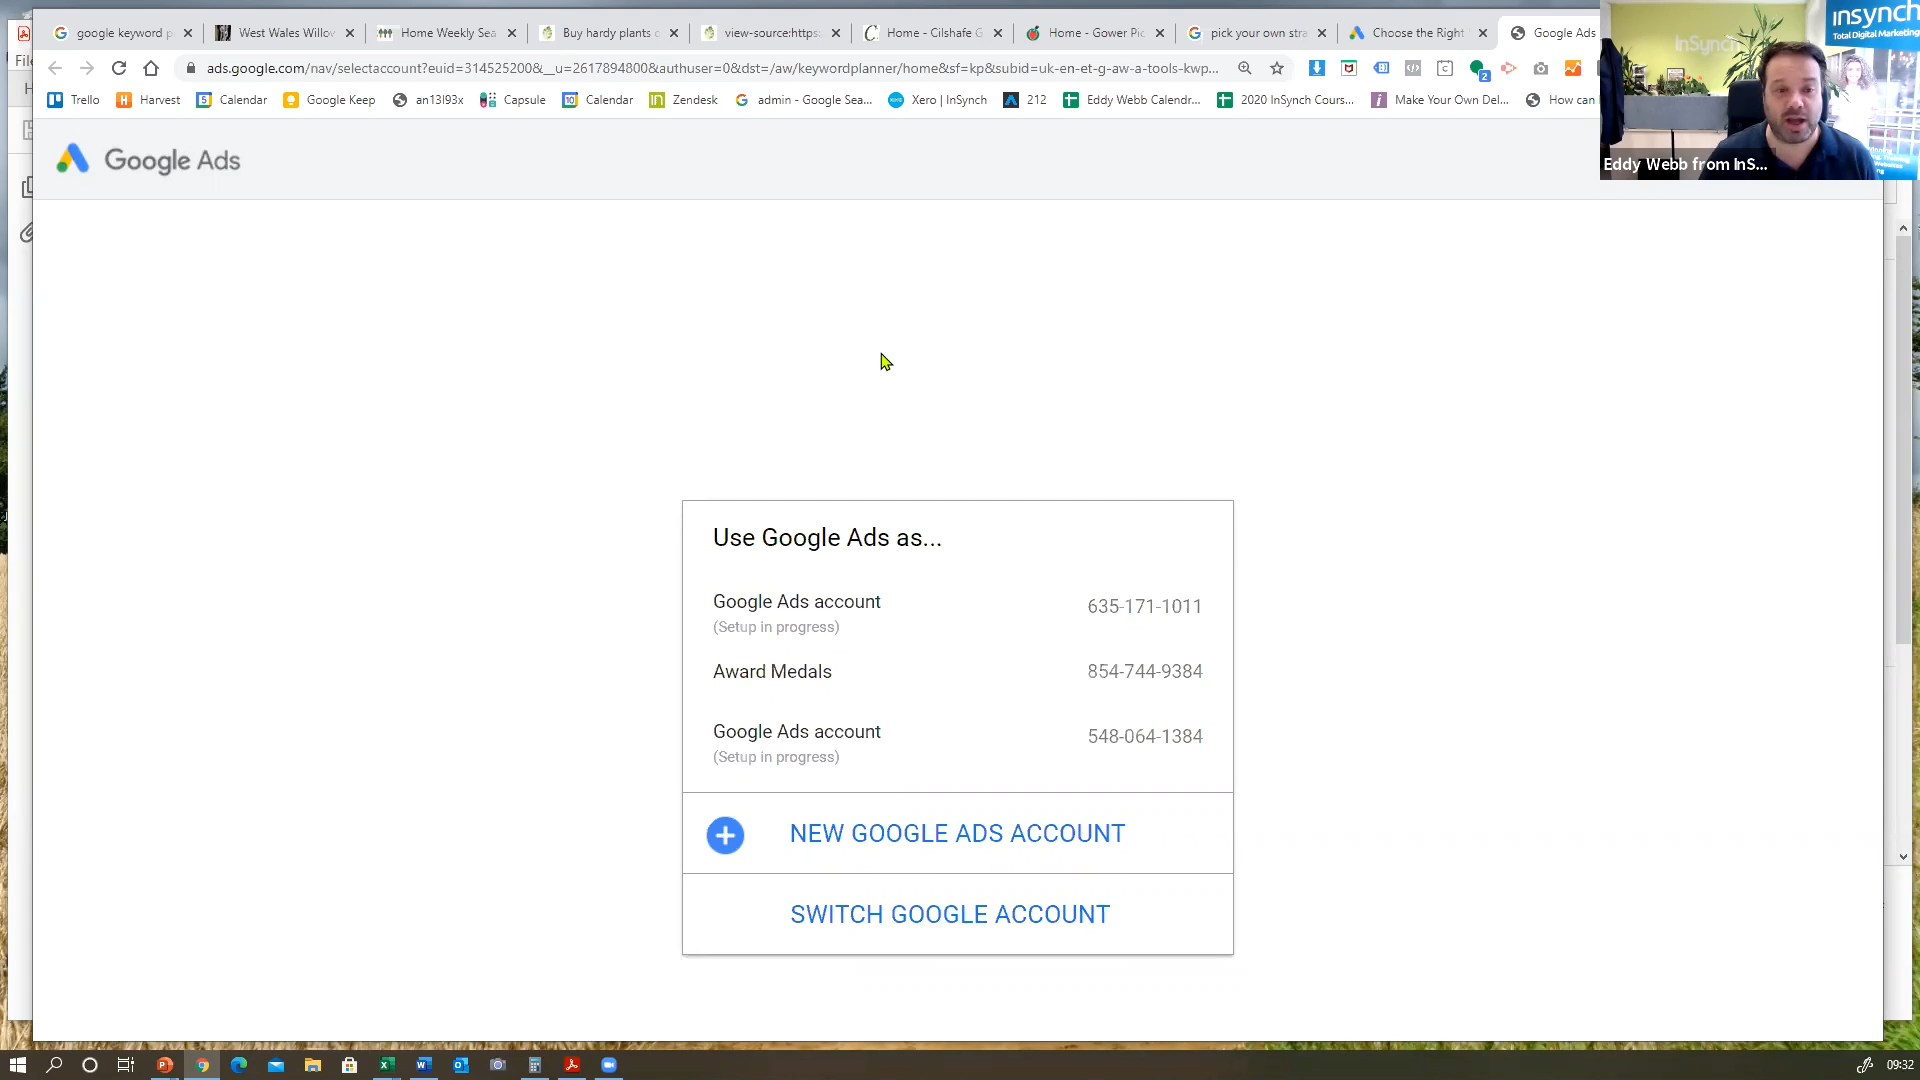 google keyword p
West Wales Willov
Home Weekly Sea
Buy hardy plants o
view-source:https:
Home - Cilshafe G
Home - Gower Pic
pick your own stra
Choose the Right
Google Ads
ads.google.com/nav/selectaccount?euid=314525200&__u=2617894800&authuser=0&dst=/aw/keywordplanner/home&sf=kp&subid=uk-en-et-g-aw-a-tools-kwp...
Trello
Harvest
Calendar
Google Keep
an13l93x
Capsule
Calendar
Zendesk
admin - Google Sea...
Xero | InSynch
212
Eddy Webb Calendr...
2020 InSynch Cours...
Make Your Own Del...
How can
File
Google Ads
insynch
Total Digital Marketing
InSynch
Eddy Webb from InS...
Use Google Ads as...
Google Ads account 635-171-1011
(Setup in progress)
Award Medals 854-744-9384
Google Ads account 548-064-1384
(Setup in progress)
NEW GOOGLE ADS ACCOUNT
SWITCH GOOGLE ACCOUNT
09:32